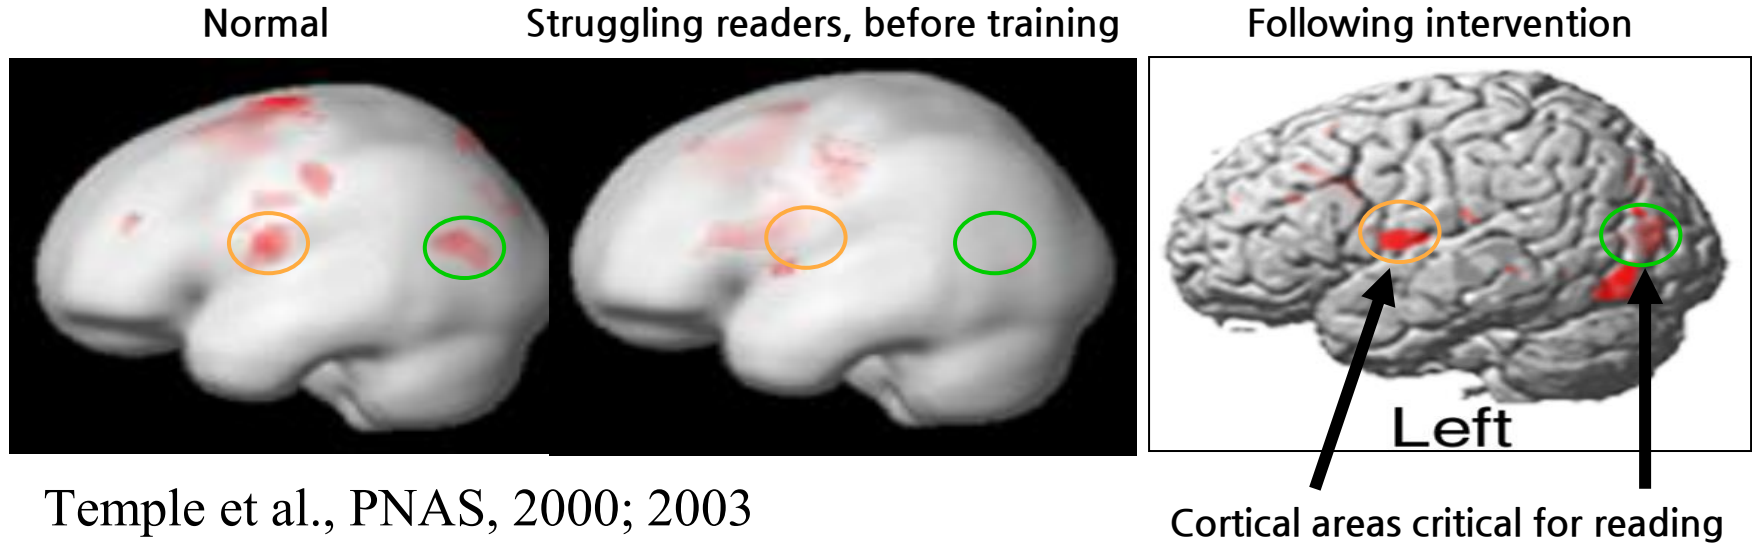 Normal
Struggling readers, before training
Following intervention
Left
Temple et al., PNAS, 2000; 2003
Cortical areas critical for reading